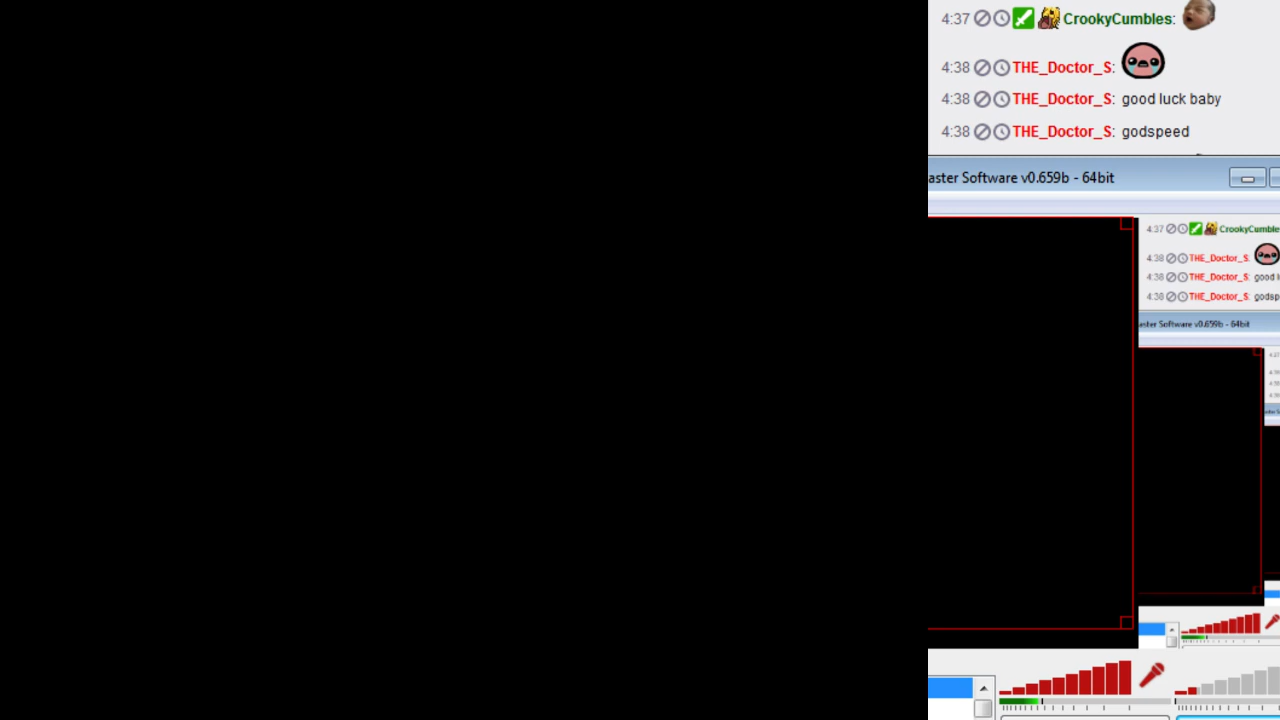 4:37 CrookyCumbles:
4:38 THE_Doctor_S:
4:38 THE_Doctor_S: good luck baby
4:38 THE_Doctor_S: godspeed
aster Software v0.659b - 64bit
4:37 CrookyCumble
4:38 THE_Doctor_S:
4:38 THE_Doctor_S: good l
4:38 THE_Doctor_S: godsp
aster Software v0.659b - 64bit